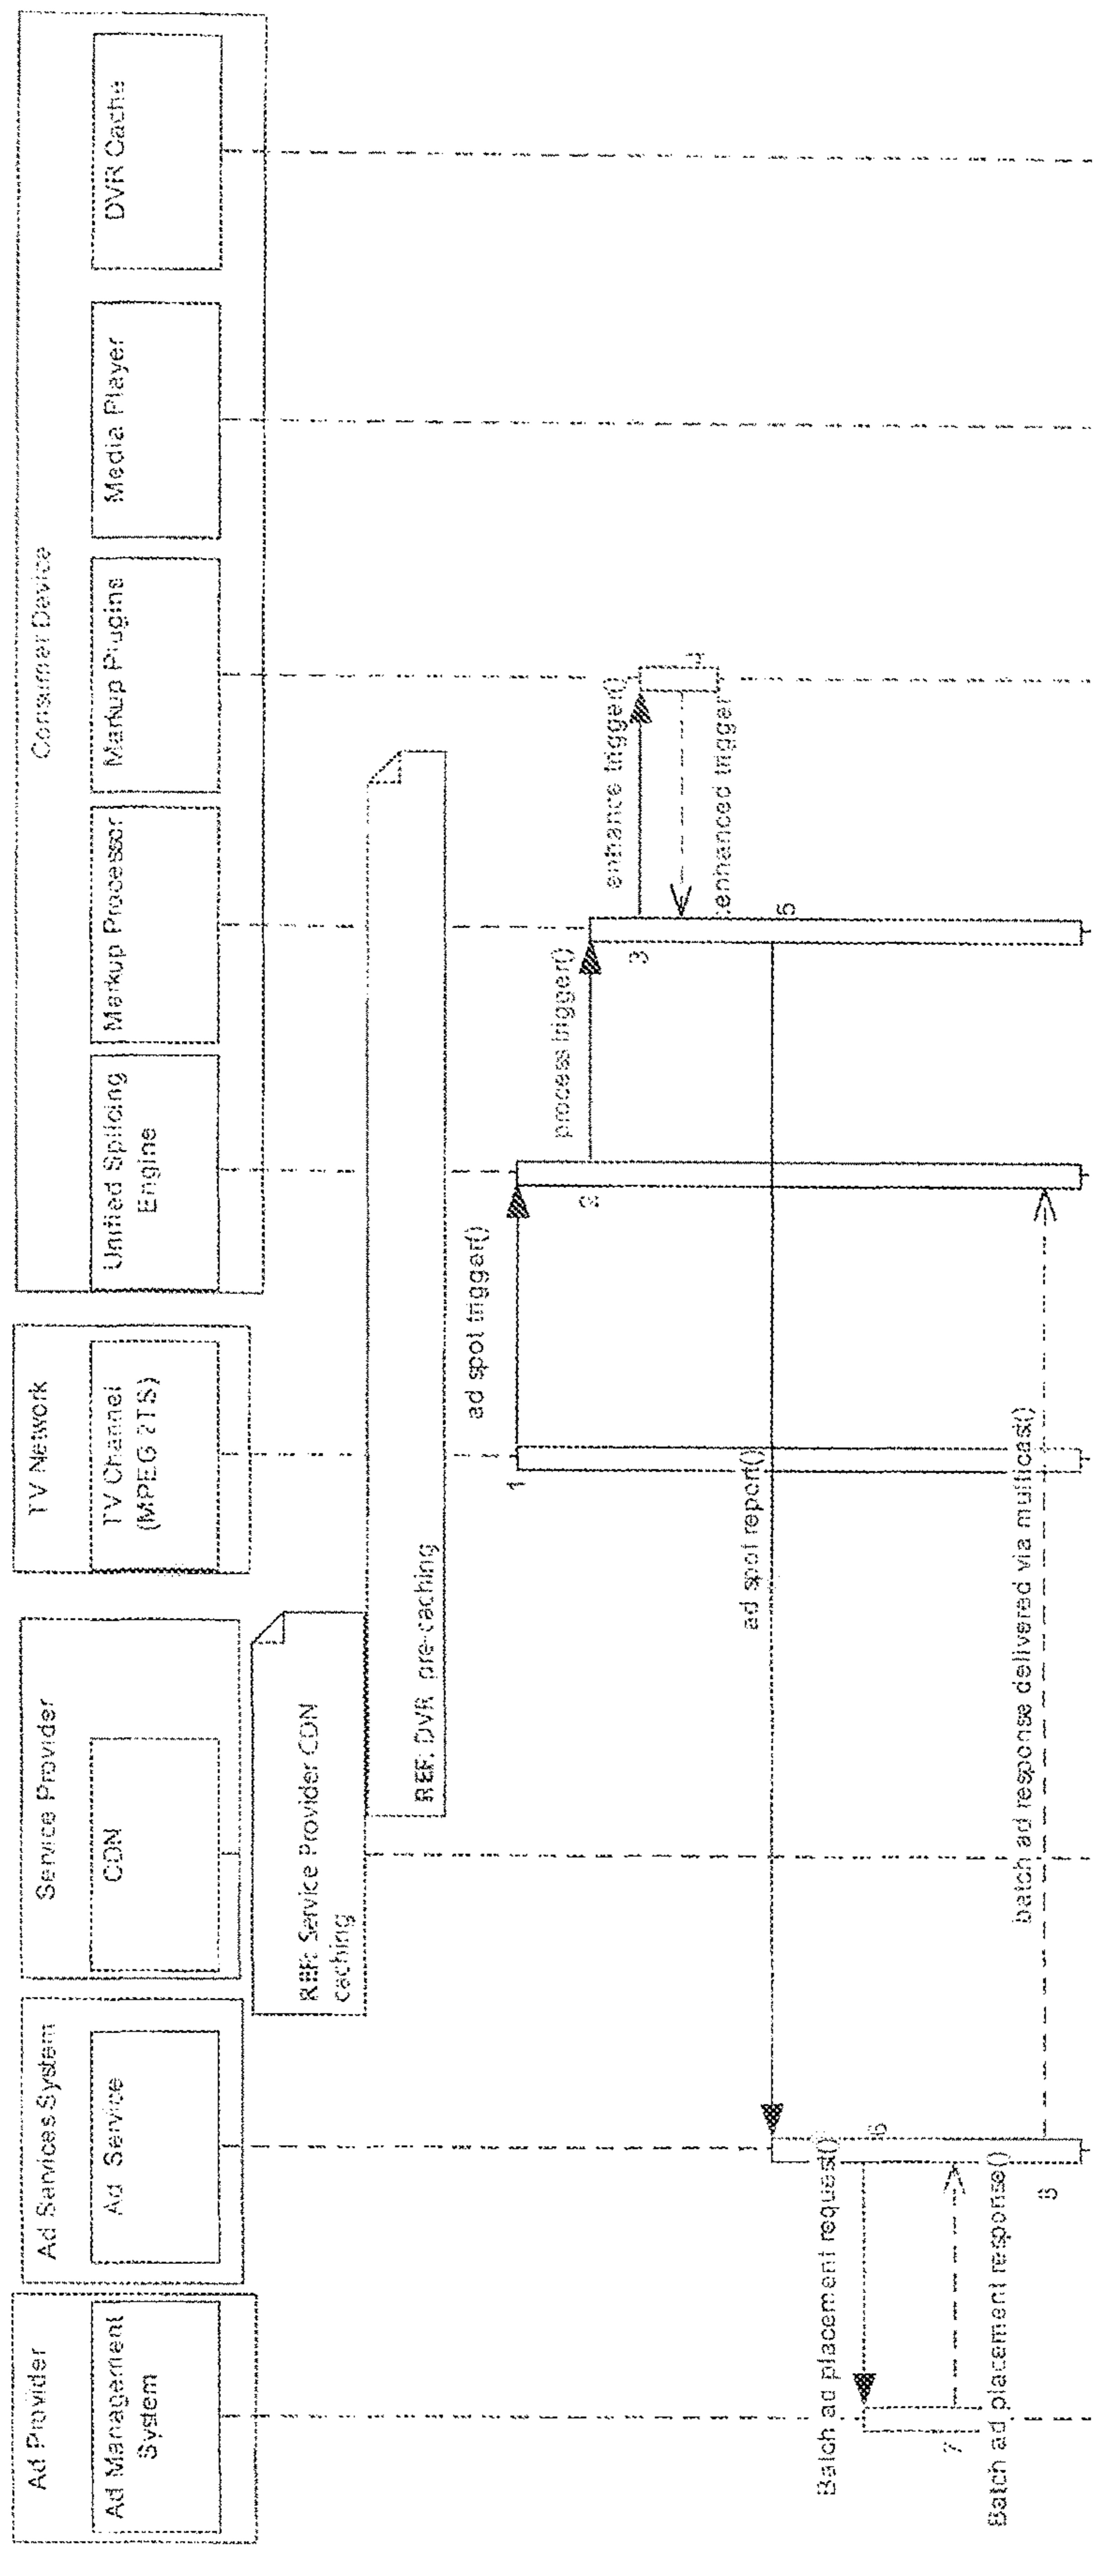 Ad Provider
Ad Management
System
Ad Services System
Ad Service
Service Provider
CDN
TV Network
TV Channel
(MPEG 2TS)
Consumer Device
Unified Splicing
Engine
Markup Processor
Markup Plugins
Media Player
DVR Cache
REF: Service Provider CDN
caching
REF: DVR pre-caching
ad spot trigger()
1
process trigger()
2
enhance trigger()
3
4
:enhanced trigger
ad spot report()
5
Batch ad placement request()
6
7
Batch ad placement response()
batch ad response delivered via multicast()
8